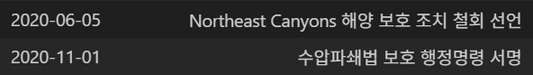 2020-06-05 Northeast Canyons 해양 보호 조치 철회 선언
2020-11-01 수압파쇄법 보호 행정명령 서명